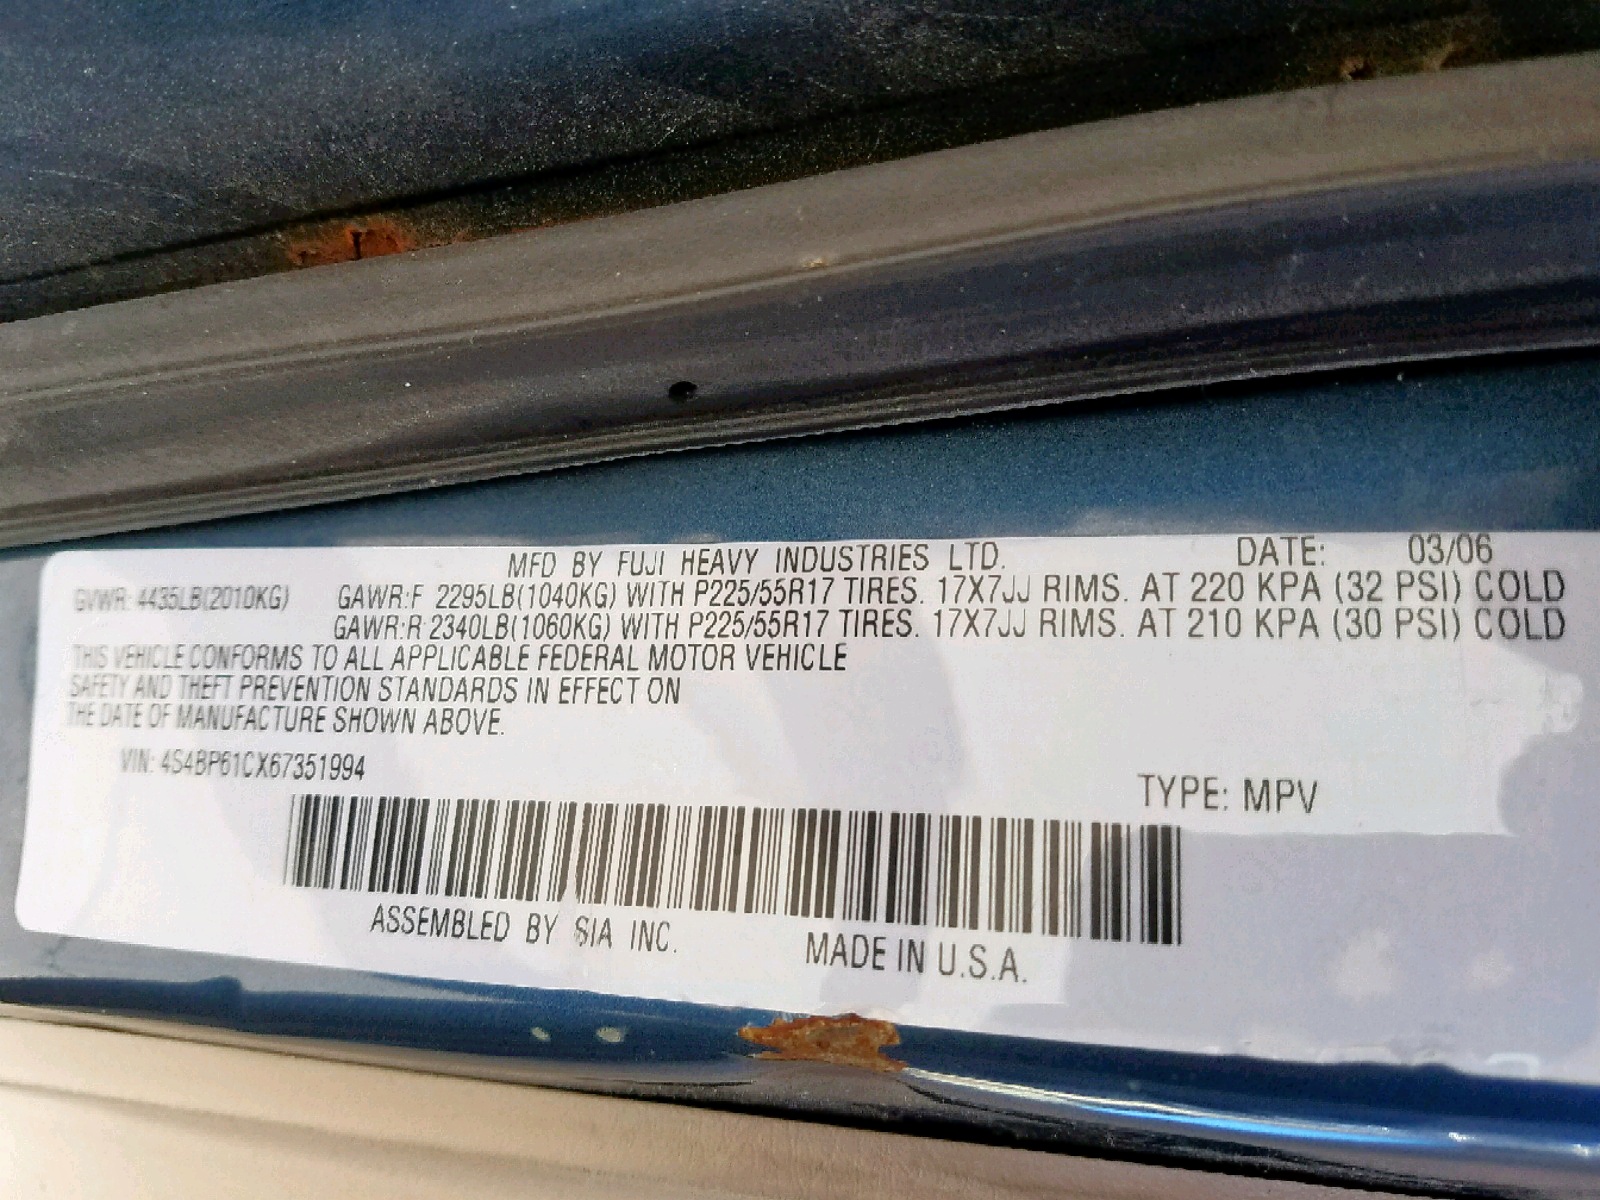 MFD BY FUJI HEAVY INDUSTRIES LTD. DATE: 03/06
GVWR: 4435LB(2010KG) GAWR:F 2295LB(1040KG) WITH P225/55R17 TIRES. 17X7JJ RIMS. AT 220 KPA (32 PSI) COLD
GAWR:R 2340LB(1060KG) WITH P225/55R17 TIRES. 17X7JJ RIMS. AT 210 KPA (30 PSI) COLD
THIS VEHICLE CONFORMS TO ALL APPLICABLE FEDERAL MOTOR VEHICLE
SAFETY AND THEFT PREVENTION STANDARDS IN EFFECT ON
THE DATE OF MANUFACTURE SHOWN ABOVE.
VIN: 4S4BP61CX67351994
TYPE: MPV
ASSEMBLED BY SIA INC. MADE IN U.S.A.